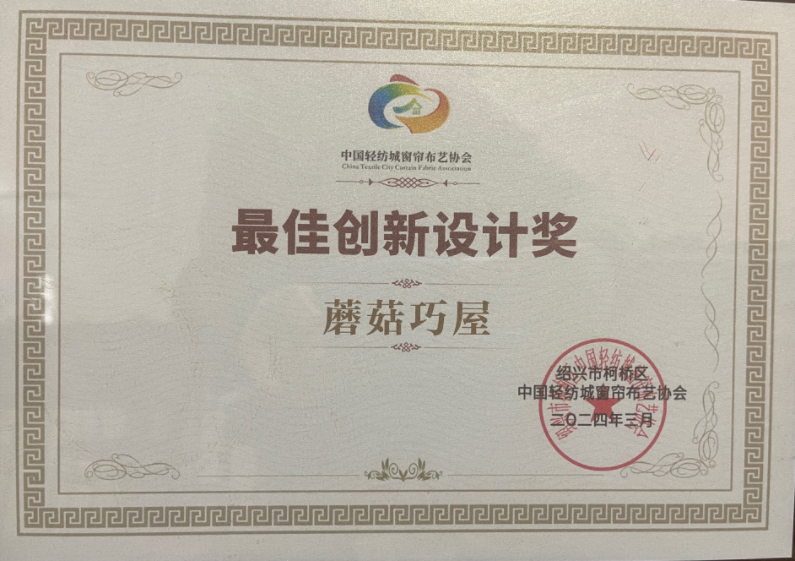 中国轻纺城窗帘布艺协会
China Textile City Curtain Fabric Association
最佳创新设计奖
蘑菇巧屋
绍兴市柯桥区
中国轻纺城窗帘布艺协会
二〇二四年三月